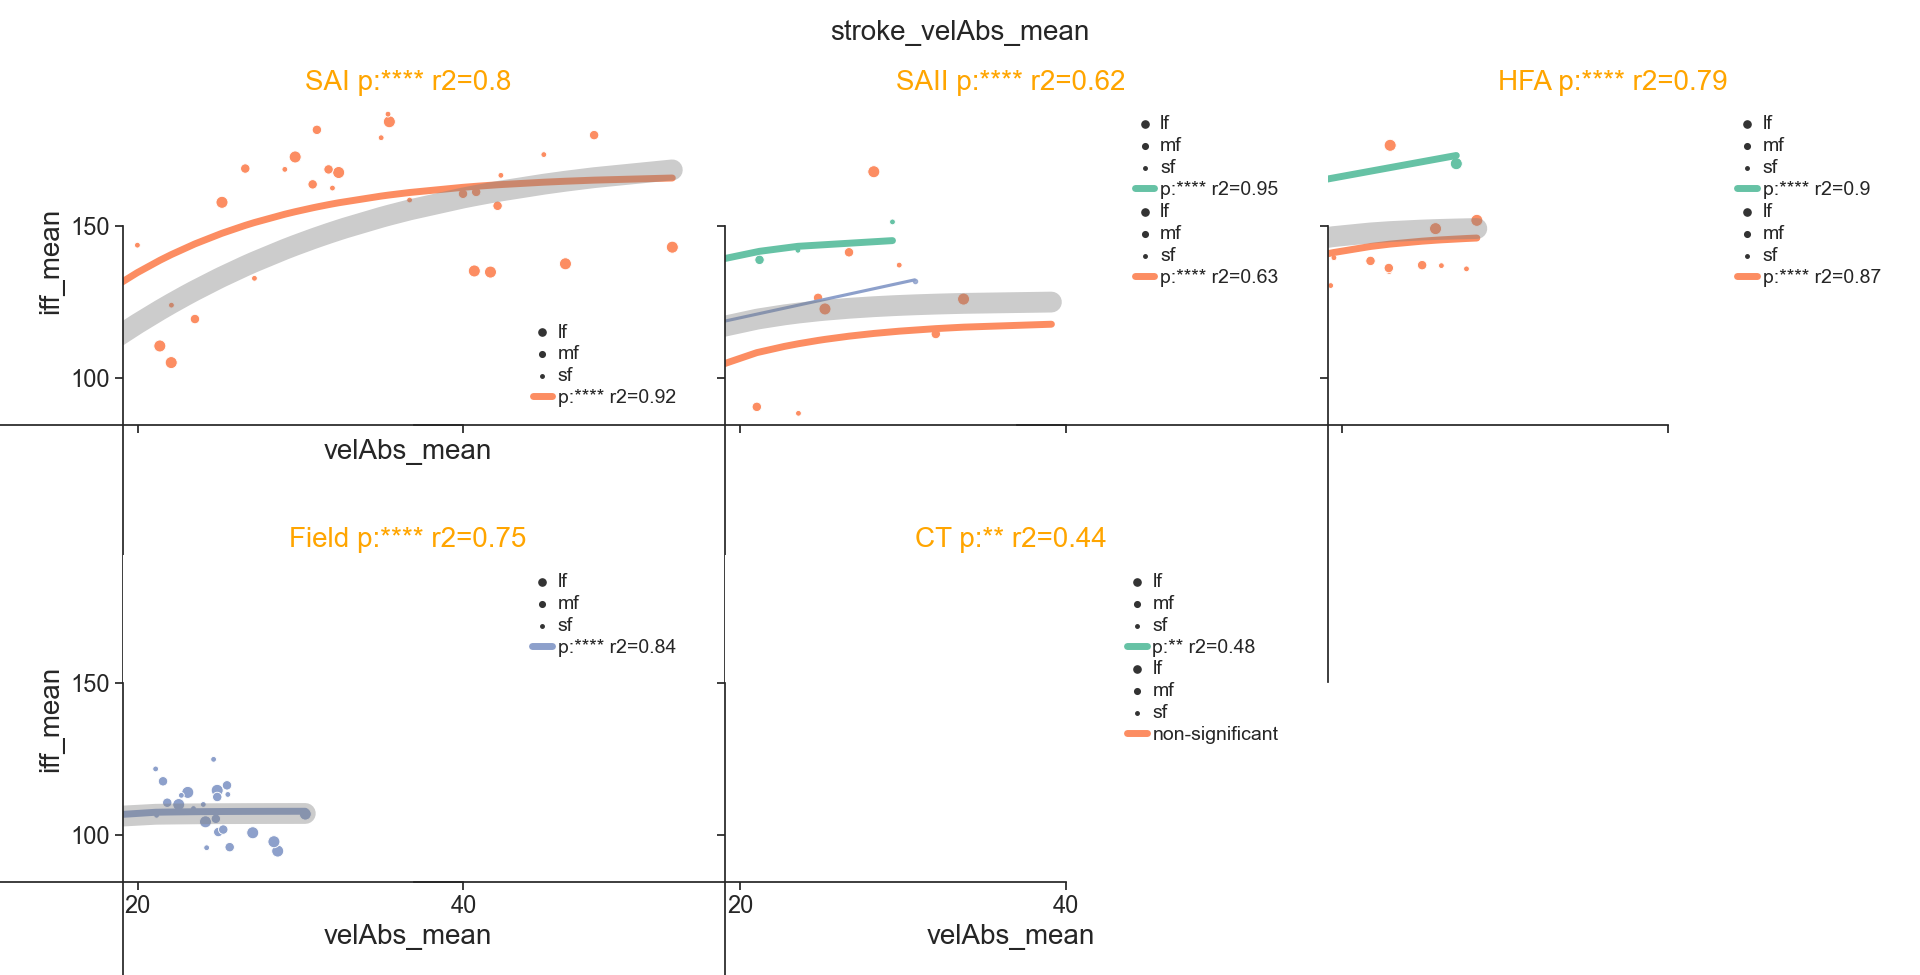 stroke_velAbs_mean
SAI p:**** r2=0.8
SAII p:**** r2=0.62
HFA p:**** r2=0.79
iff_mean
150
100
lf
mf
sf
p:**** r2=0.92
velAbs_mean
lf
mf
sf
p:**** r2=0.95
lf
mf
sf
p:**** r2=0.63
lf
mf
sf
p:**** r2=0.9
lf
mf
sf
p:**** r2=0.87
Field p:**** r2=0.75
CT p:** r2=0.44
iff_mean
150
100
lf
mf
sf
p:**** r2=0.84
20
40
velAbs_mean
lf
mf
sf
p:** r2=0.48
lf
mf
sf
non-significant
20
40
velAbs_mean